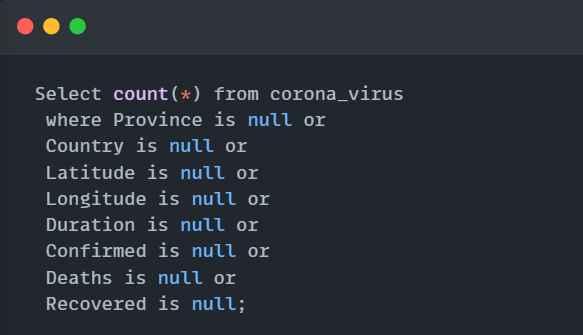 Select count(*) from corona_virus
where Province is null or
Country is null or
Latitude is null or
Longitude is null or
Duration is null or
Confirmed is null or
Deaths is null or
Recovered is null;